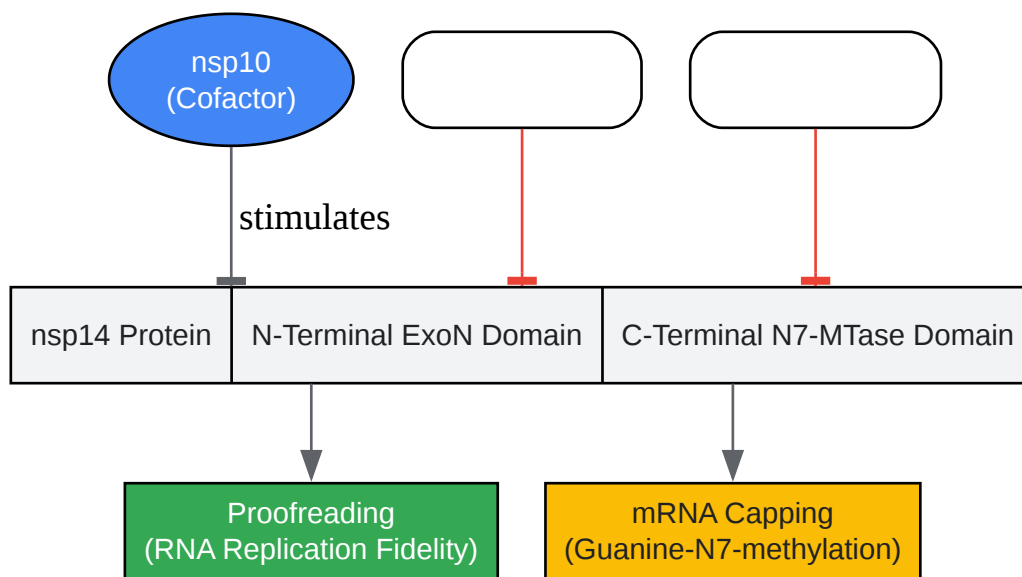 nsp10
(Cofactor)
stimulates
nsp14 Protein
N-Terminal ExoN Domain
C-Terminal N7-MTase Domain
Proofreading
(RNA Replication Fidelity)
mRNA Capping
(Guanine-N7-methylation)